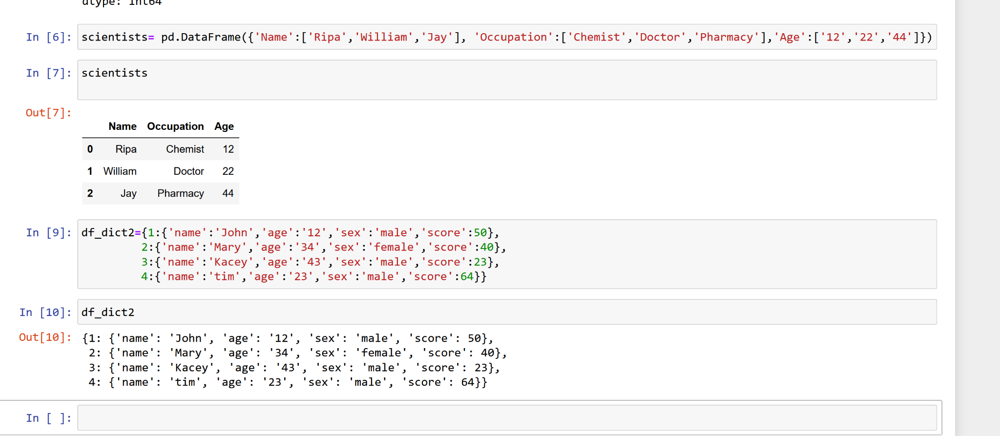 dtype: int64
In [6]: scientists= pd.DataFrame({'Name':['Ripa','William','Jay'], 'Occupation':['Chemist','Doctor','Pharmacy'],'Age':['12','22','44']})
In [7]: scientists
Out[7]:
Name Occupation Age
0 Ripa Chemist 12
1 William Doctor 22
2 Jay Pharmacy 44
In [9]: df_dict2={1:{'name':'John','age':'12','sex':'male','score':50},
2:{'name':'Mary','age':'34','sex':'female','score':40},
3:{'name':'Kacey','age':'43','sex':'male','score':23},
4:{'name':'tim','age':'23','sex':'male','score':64}}
In [10]: df_dict2
Out[10]: {1: {'name': 'John', 'age': '12', 'sex': 'male', 'score': 50},
2: {'name': 'Mary', 'age': '34', 'sex': 'female', 'score': 40},
3: {'name': 'Kacey', 'age': '43', 'sex': 'male', 'score': 23},
4: {'name': 'tim', 'age': '23', 'sex': 'male', 'score': 64}}
In [ ]: